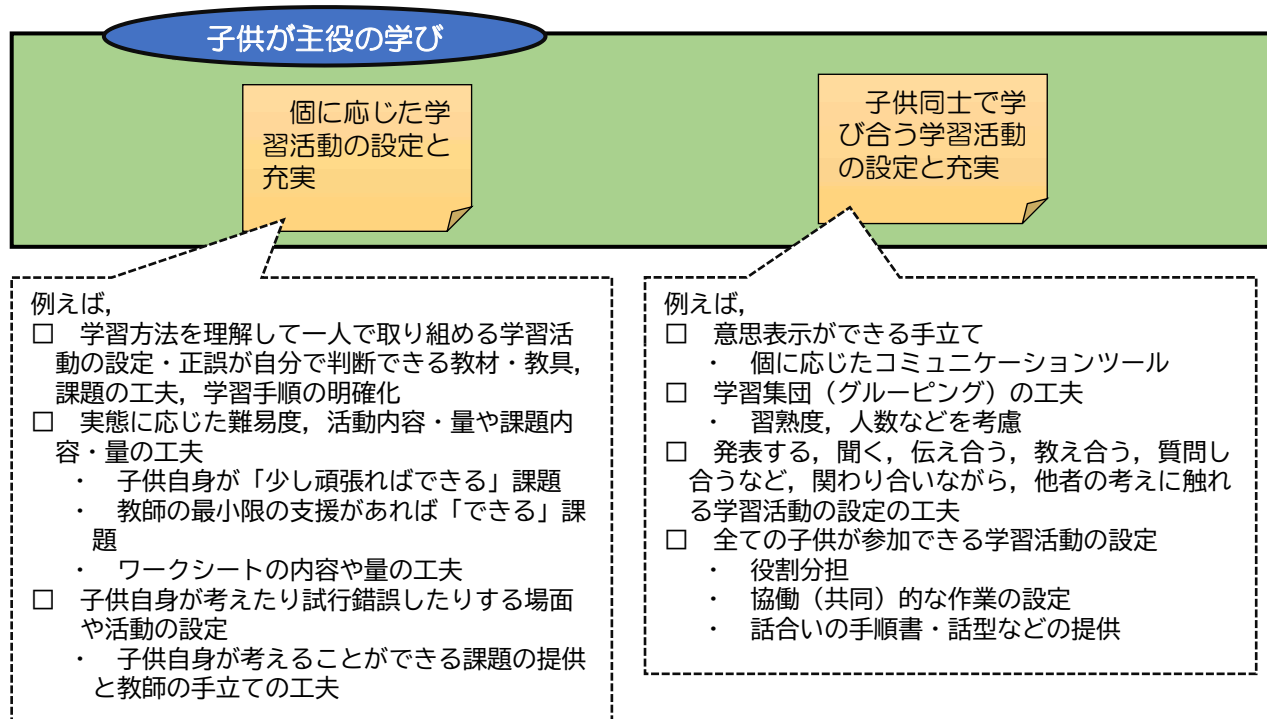 子供が主役の学び
個に応じた学
習活動の設定と
充実
子供同士で学
び合う学習活動
の設定と充実
例えば，
□　学習方法を理解して一人で取り組める学習活
動の設定・正誤が自分で判断できる教材・教具，
課題の工夫，学習手順の明確化
□　実態に応じた難易度，活動内容・量や課題内
容・量の工夫
・　子供自身が「少し頑張ればできる」課題
・　教師の最小限の支援があれば「できる」課
題
・　ワークシートの内容や量の工夫
□　子供自身が考えたり試行錯誤したりする場面
や活動の設定
・　子供自身が考えることができる課題の提供
と教師の手立ての工夫
例えば，
□　意思表示ができる手立て
・　個に応じたコミュニケーションツール
□　学習集団（グルーピング）の工夫
・　習熟度，人数などを考慮
□　発表する，聞く，伝え合う，教え合う，質問し
合うなど，関わり合いながら，他者の考えに触れ
る学習活動の設定の工夫
□　全ての子供が参加できる学習活動の設定
・　役割分担
・　協働（共同）的な作業の設定
・　話合いの手順書・話型などの提供